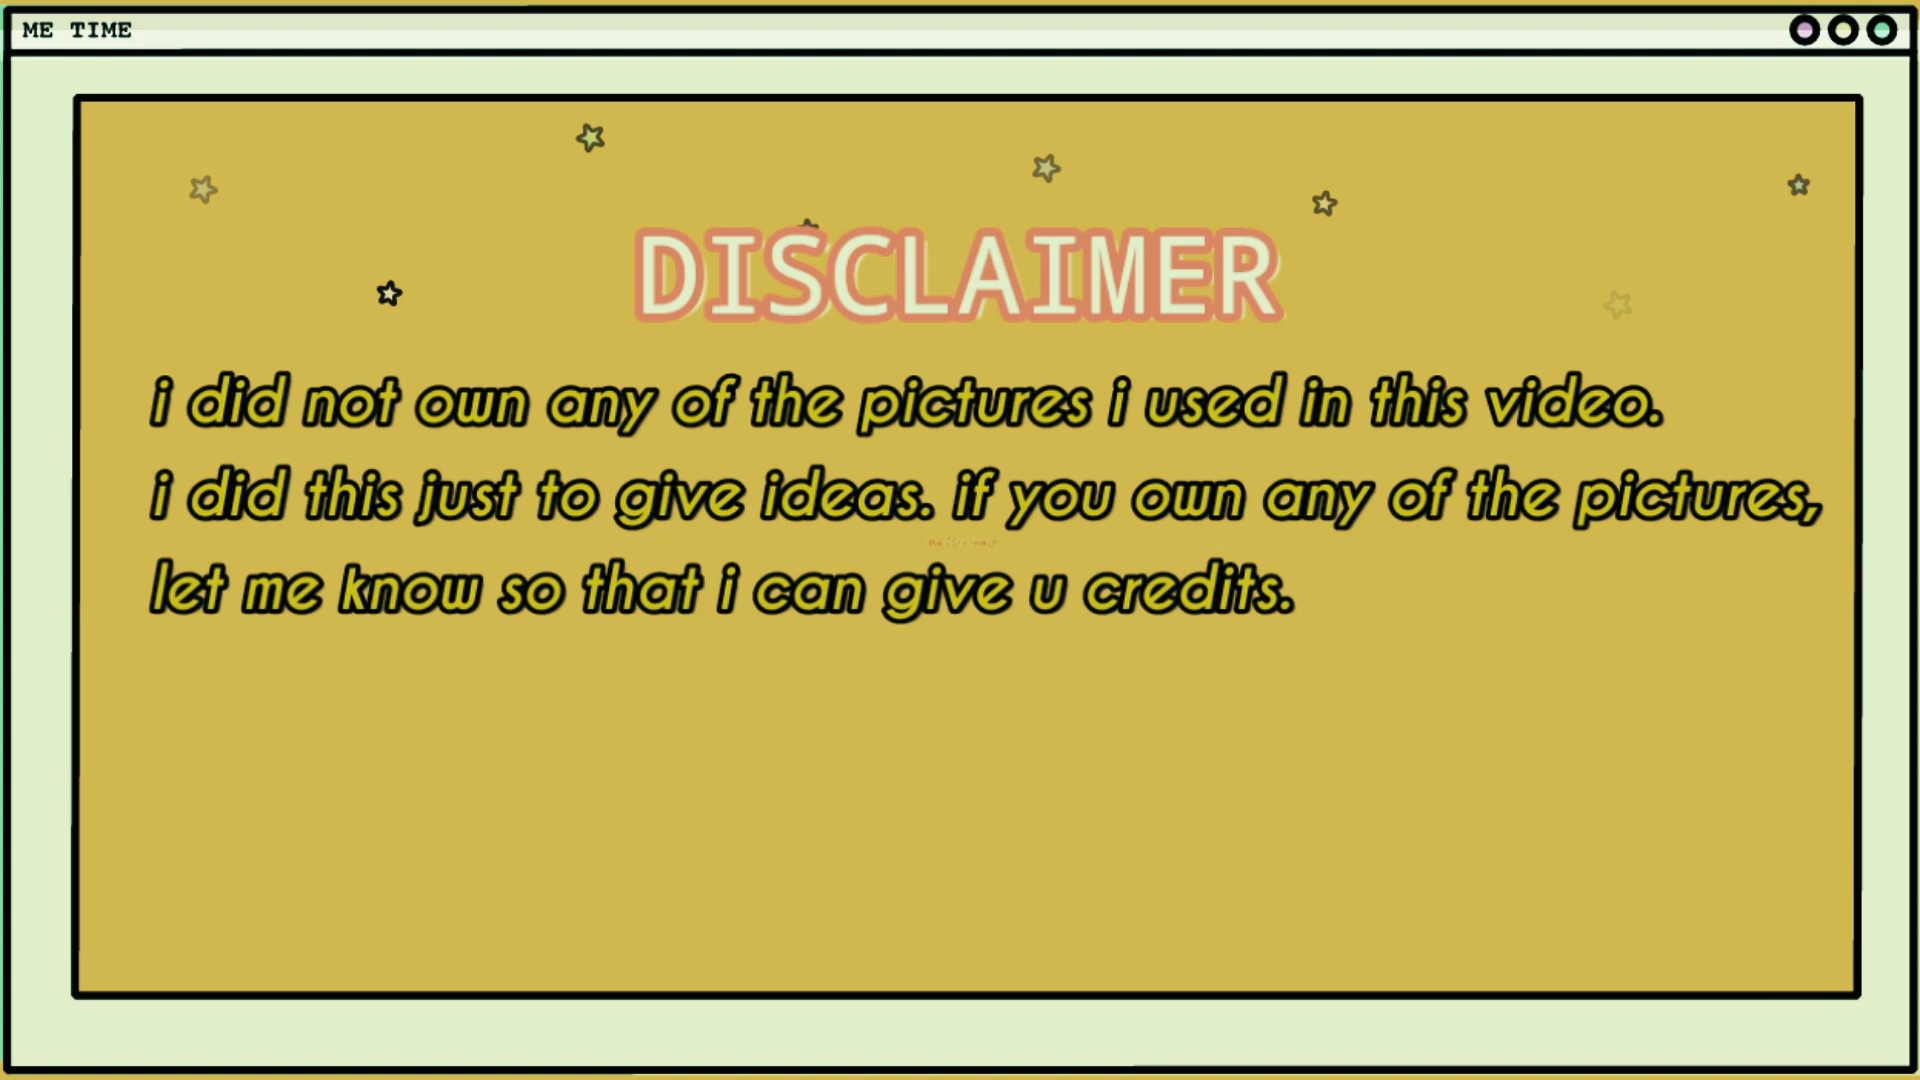 ME TIME
DISCLAIMER
i did not own any of the pictures i used in this video.
i did this just to give ideas. if you own any of the pictures,
let me know so that i can give u credits.